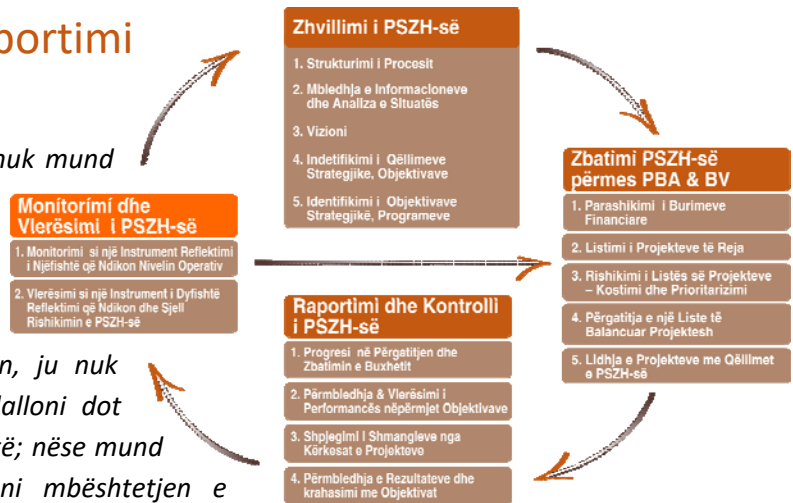 portimi
nuk mund
n, ju nuk
dalloni dot
ë; nëse mund
ni mbështetjen e
Zhvillimi i PSZH-së
1. Strukturimi i Procesit
2. Mbledhja e Informacioneve
dhe Analiza e Situatës
3. Vizioni
4. Indetifikimi i Qëllimeve
Strategjike, Objektivave
5. Identifikimi i Objektivave
Strategjikë, Programeve
Zbatimi PSZH-së
përmes PBA & BV
1. Parashikimi i Burimeve
Financiare
2. Listimi i Projekteve të Reja
3. Rishikimi i Listës së Projekteve
– Kostimi dhe Prioritarizimi
4. Përgatitja e një Liste të
Balancuar Projektesh
5. Lidhja e Projekteve me Qëllimet
e PSZH-së
Raportimi dhe Kontrolli
i PSZH-së
1. Progresi në Përgatitjen dhe
Zbatimin e Buxhetit
2. Përmbledhja & Vlerësimi i
Performancës nëpërmjet Objektivave
3. Shpjegimi i Shmangieve nga
Kërkesat e Projekteve
4. Përmbledhja e Rezultateve dhe
krahasimi me Objektivat
Monitorimi dhe
Vlerësimi i PSZH-së
1. Monitorimi si një Instrument Reflektimi
i Njëfishtë që Ndikon Nivelin Operativ
2. Vlerësimi si një Instrument i Dyfishtë
Reflektimi që Ndikon dhe Sjell
Rishikimin e PSZH-së